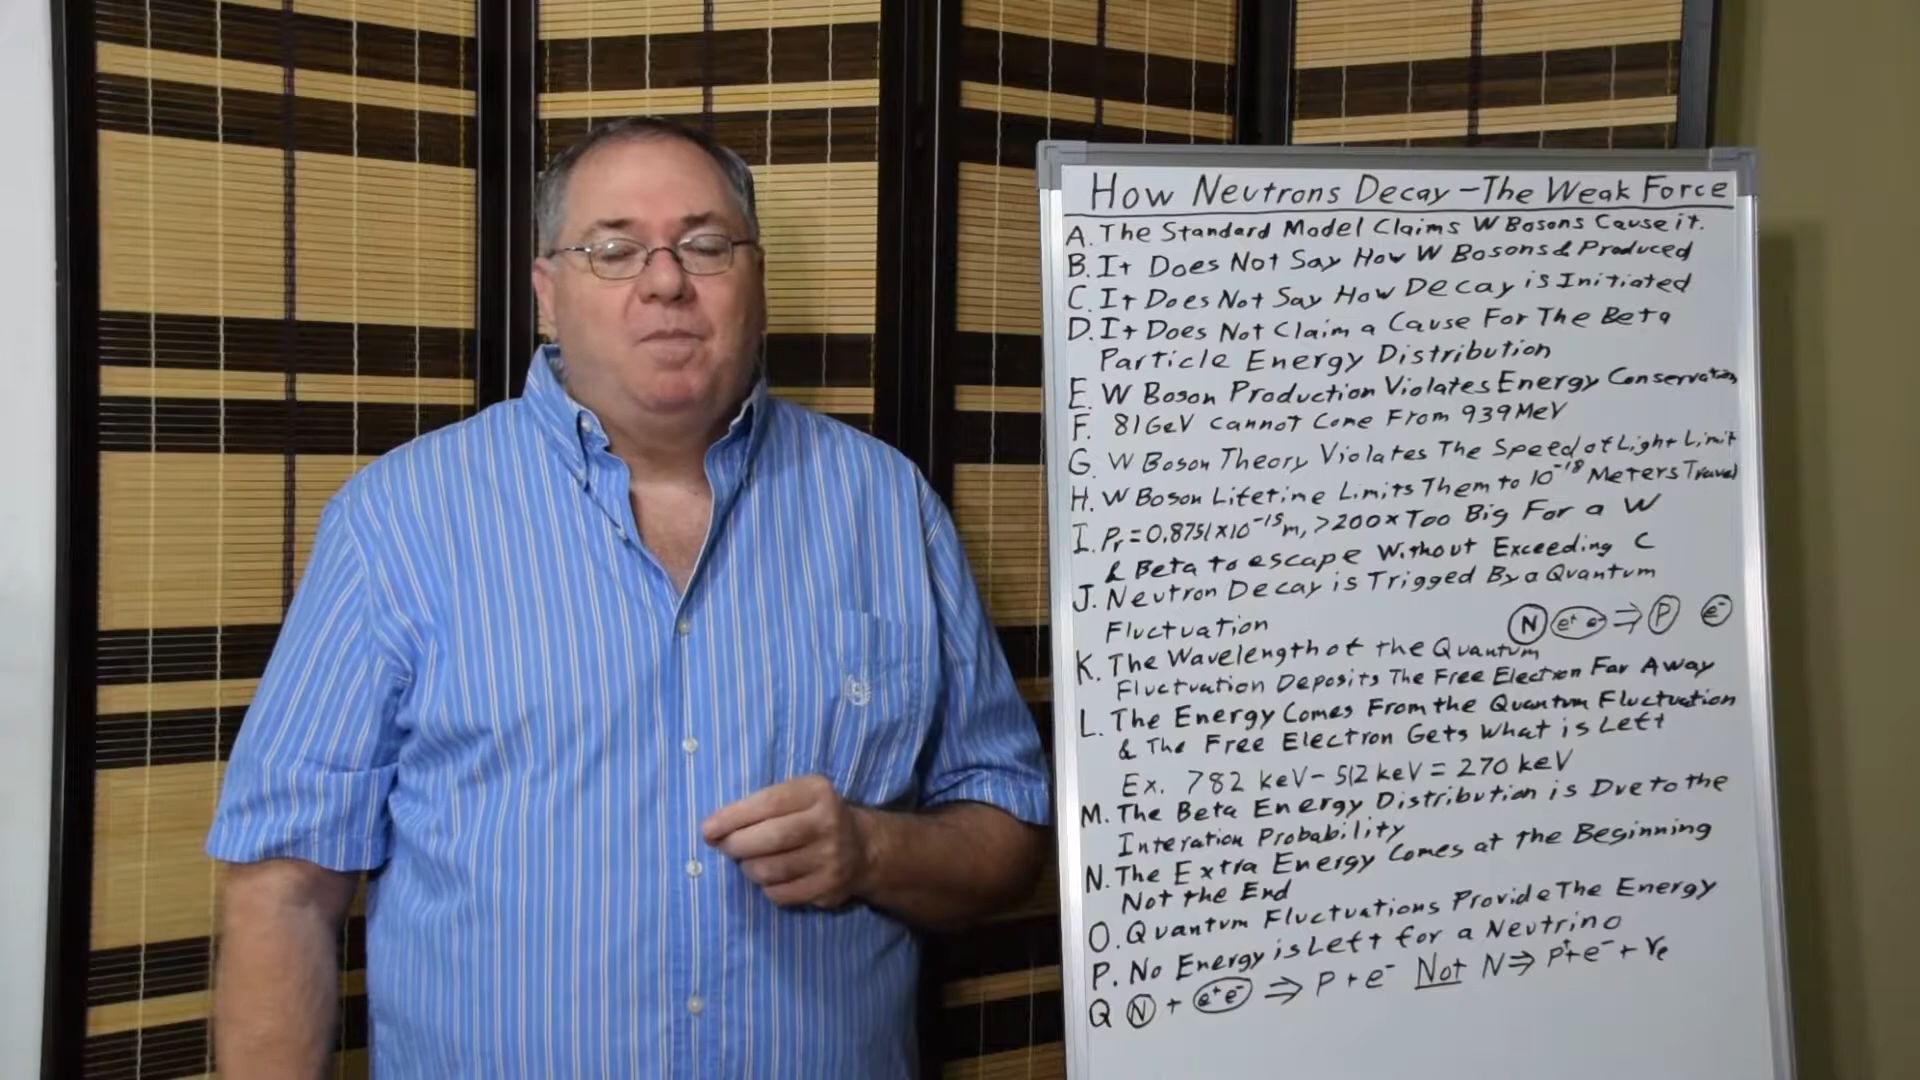 How Neutrons Decay – The Weak Force
A. The Standard Model Claims W Bosons Cause it.
B. It Does Not Say How W Bosons & Produced
C. It Does Not Say How Decay is Initiated
D. It Does Not Claim a Cause For The Beta
Particle Energy Distribution
E. W Boson Production Violates Energy Conservation
F. 81 GeV cannot Come From 939 MeV
G. W Boson Theory Violates The Speed of Light Limit
H. W Boson Lifetime Limits Them to 10⁻¹⁸ Meters Travel
I. Pᵣ = 0.8751×10⁻¹⁵m, >200× Too Big For a W
& Beta to escape Without Exceeding C
J. Neutron Decay is Trigged By a Quantum
Fluctuation N e⁺ e⁻ ⇒ P e⁻
K. The Wavelength of the Quantum
Fluctuation Deposits The Free Electron Far Away
L. The Energy Comes From the Quantum Fluctuation
& The Free Electron Gets What is Left
Ex. 782 keV – 512 keV = 270 keV
M. The Beta Energy Distribution is Due to the
Interation Probability
N. The Extra Energy Comes at the Beginning
Not the End
O. Quantum Fluctuations Provide The Energy
P. No Energy is Left for a Neutrino
Q N + e⁺e⁻ ⇒ P + e⁻ Not N ⇒ P⁺ + e⁻ + νₑ